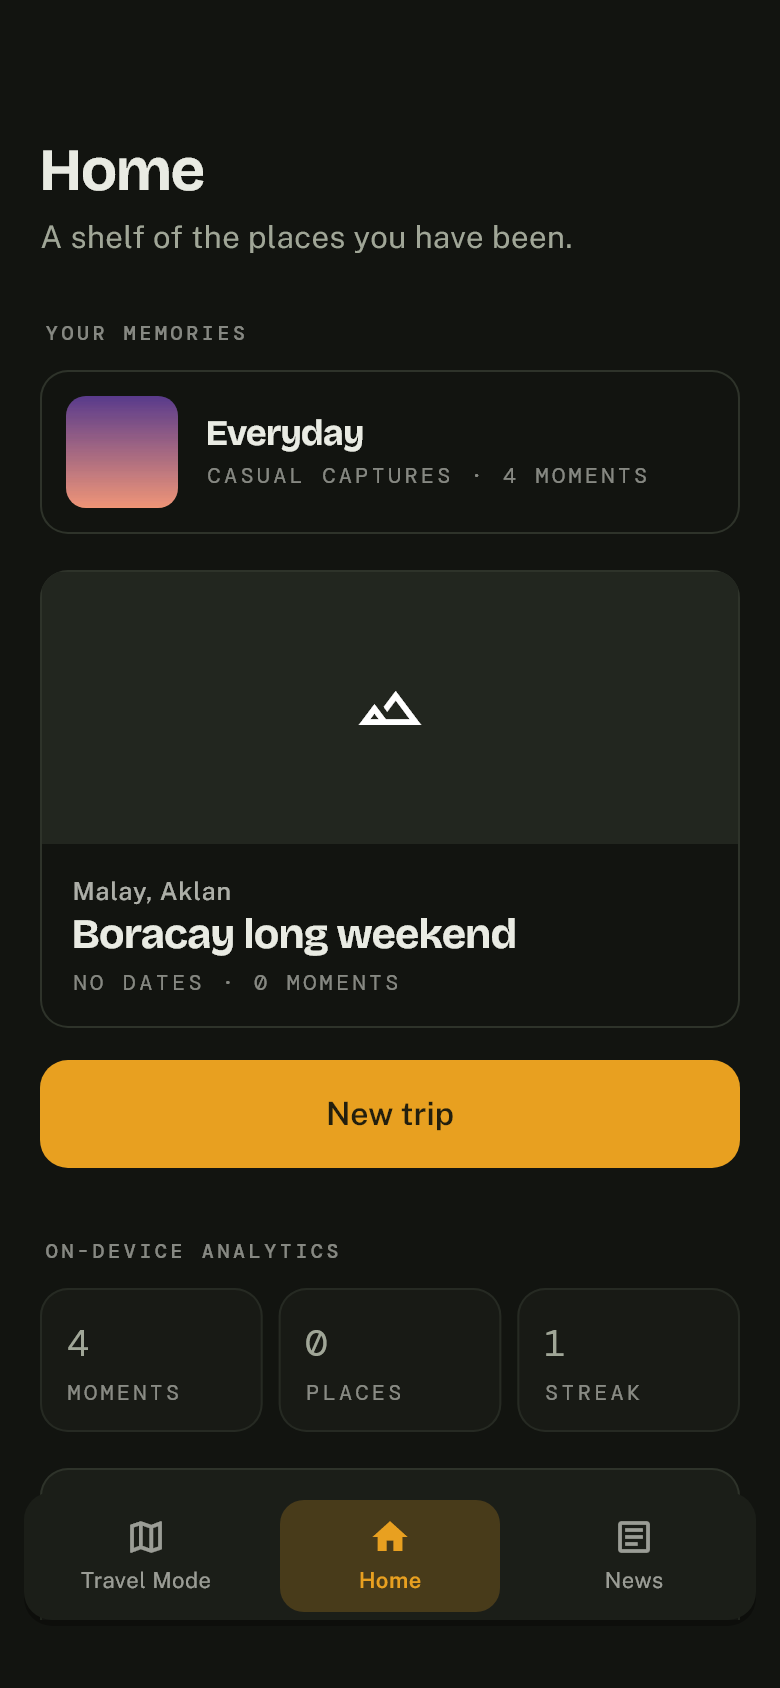 Home
A shelf of the places you have been.
YOUR MEMORIES
Everyday
CASUAL CAPTURES · 4 MOMENTS
Malay, Aklan
Boracay long weekend
NO DATES · 0 MOMENTS
New trip
ON-DEVICE ANALYTICS
4 0 1
MOMENTS PLACES STREAK
Travel Mode Home News